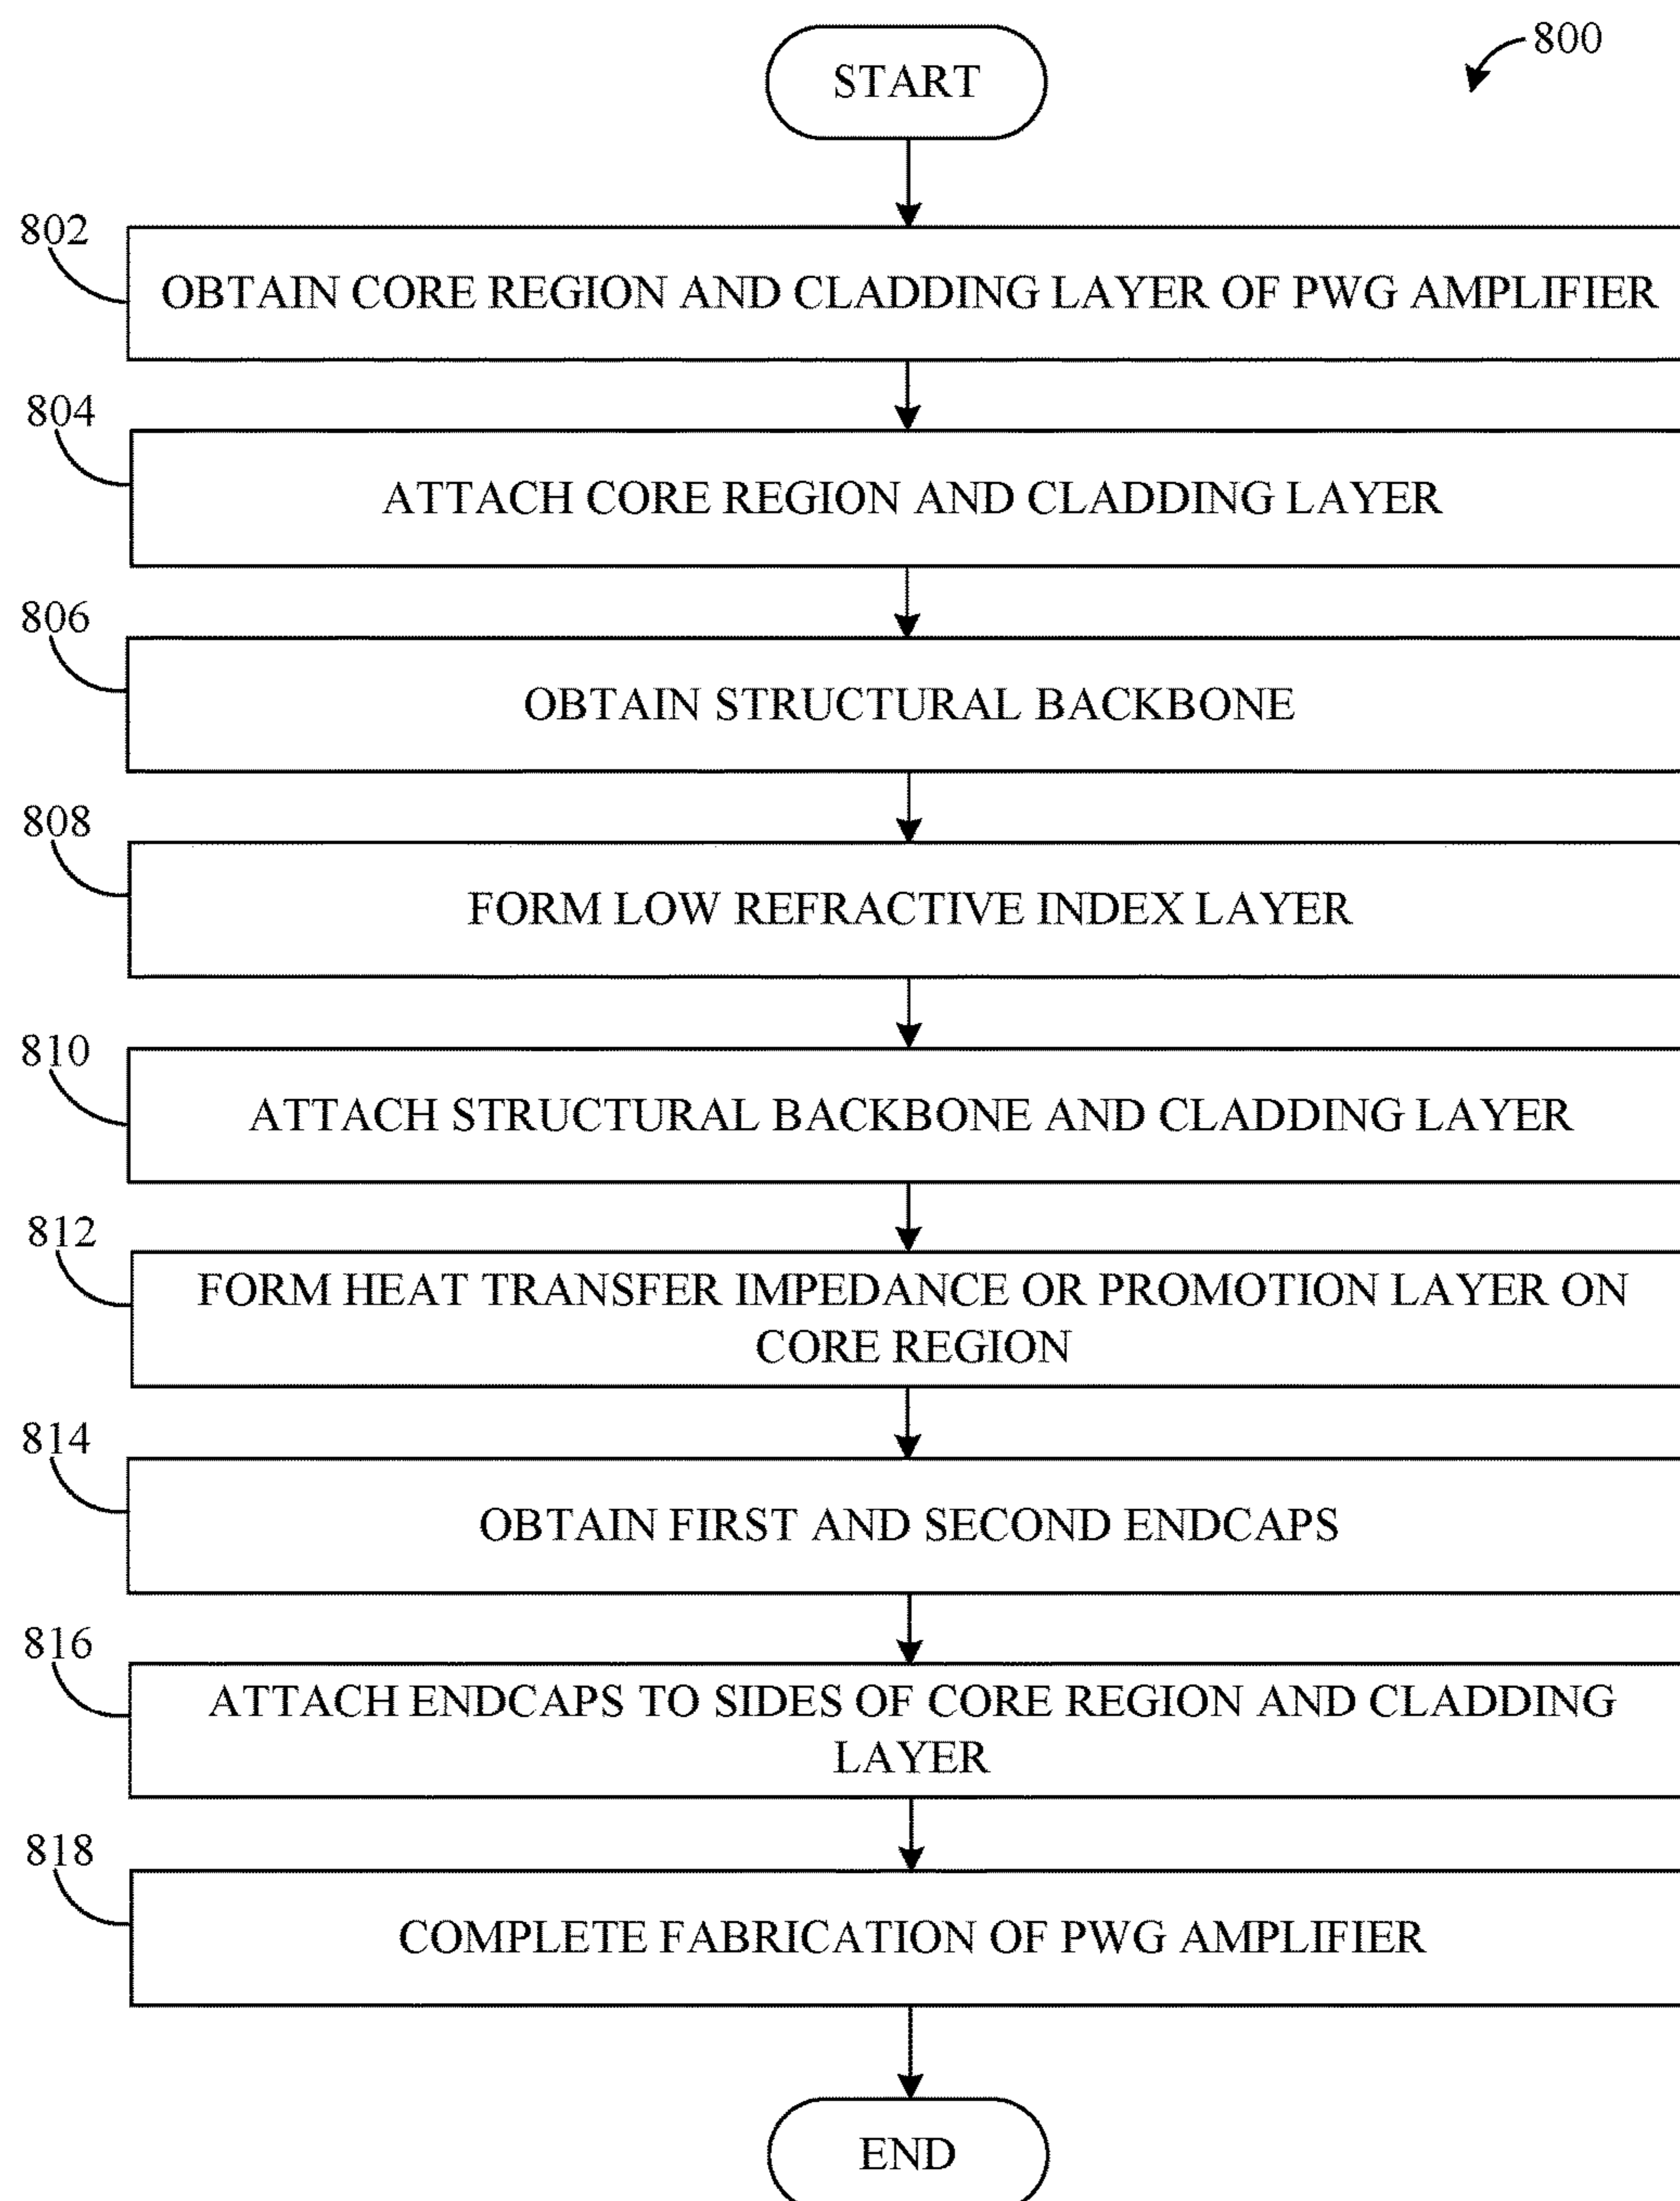 START
800
802
OBTAIN CORE REGION AND CLADDING LAYER OF PWG AMPLIFIER
804
ATTACH CORE REGION AND CLADDING LAYER
806
OBTAIN STRUCTURAL BACKBONE
808
FORM LOW REFRACTIVE INDEX LAYER
810
ATTACH STRUCTURAL BACKBONE AND CLADDING LAYER
812
FORM HEAT TRANSFER IMPEDANCE OR PROMOTION LAYER ON
CORE REGION
814
OBTAIN FIRST AND SECOND ENDCAPS
816
ATTACH ENDCAPS TO SIDES OF CORE REGION AND CLADDING
LAYER
818
COMPLETE FABRICATION OF PWG AMPLIFIER
END